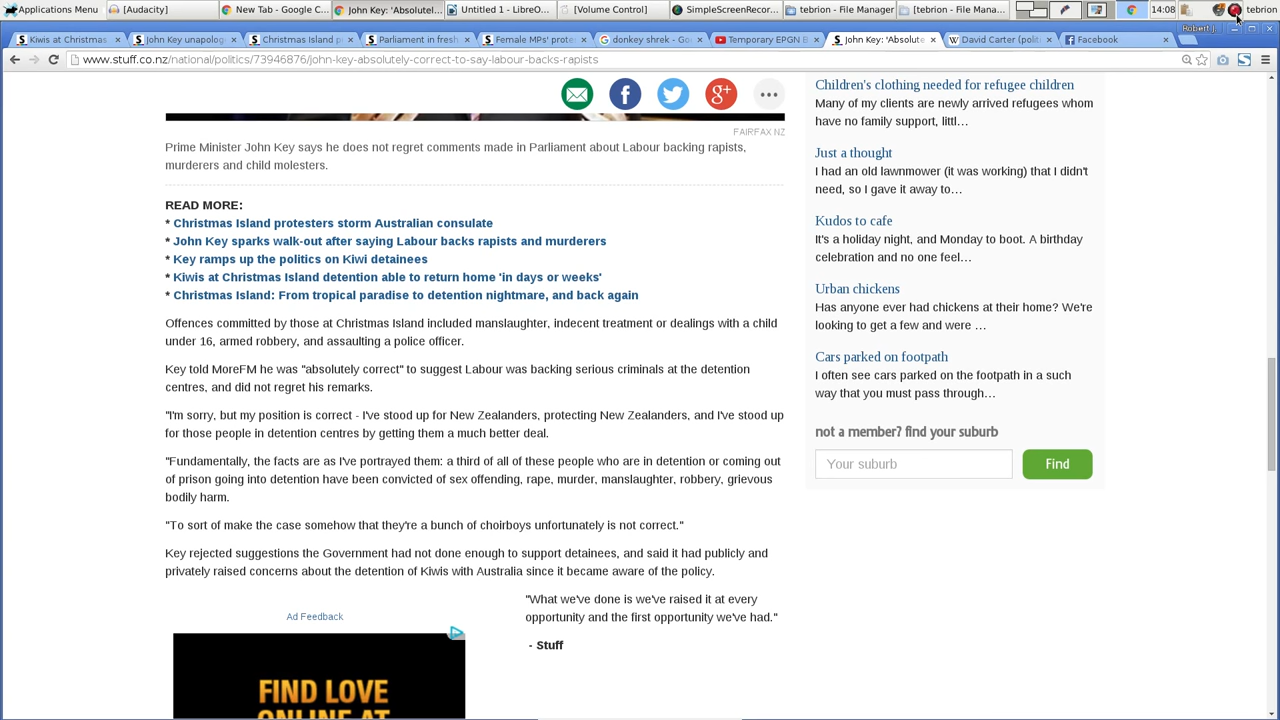 Applications Menu
[Audacity]
New Tab - Google C...
John Key: 'Absolutel...
Untitled 1 - LibreO...
[Volume Control]
SimpleScreenRecor...
tebrion - File Manager
[tebrion - File Mana...
14:08
tebrion
Kiwis at Christmas
John Key unapolog
Christmas Island p
Parliament in fresh
Female MPs' prote
donkey shrek - Go
Temporary EPGN B
John Key: 'Absolute
David Carter (polit
Facebook
Robert J.
www.stuff.co.nz/national/politics/73946876/john-key-absolutely-correct-to-say-labour-backs-rapists
FAIRFAX NZ
Prime Minister John Key says he does not regret comments made in Parliament about Labour backing rapists,
murderers and child molesters.
READ MORE:
* Christmas Island protesters storm Australian consulate
* John Key sparks walk-out after saying Labour backs rapists and murderers
* Key ramps up the politics on Kiwi detainees
* Kiwis at Christmas Island detention able to return home 'in days or weeks'
* Christmas Island: From tropical paradise to detention nightmare, and back again
Offences committed by those at Christmas Island included manslaughter, indecent treatment or dealings with a child
under 16, armed robbery, and assaulting a police officer.
Key told MoreFM he was "absolutely correct" to suggest Labour was backing serious criminals at the detention
centres, and did not regret his remarks.
"I'm sorry, but my position is correct - I've stood up for New Zealanders, protecting New Zealanders, and I've stood up
for those people in detention centres by getting them a much better deal.
"Fundamentally, the facts are as I've portrayed them: a third of all of these people who are in detention or coming out
of prison going into detention have been convicted of sex offending, rape, murder, manslaughter, robbery, grievous
bodily harm.
"To sort of make the case somehow that they're a bunch of choirboys unfortunately is not correct."
Key rejected suggestions the Government had not done enough to support detainees, and said it had publicly and
privately raised concerns about the detention of Kiwis with Australia since it became aware of the policy.
"What we've done is we've raised it at every
opportunity and the first opportunity we've had."
- Stuff
Ad Feedback
FIND LOVE
ONLINE AT
Children's clothing needed for refugee children
Many of my clients are newly arrived refugees whom
have no family support, littl…
Just a thought
I had an old lawnmower (it was working) that I didn't
need, so I gave it away to…
Kudos to cafe
It's a holiday night, and Monday to boot. A birthday
celebration and no one feel…
Urban chickens
Has anyone ever had chickens at their home? We're
looking to get a few and were …
Cars parked on footpath
I often see cars parked on the footpath in a such
way that you must pass through…
not a member? find your suburb
Your suburb
Find